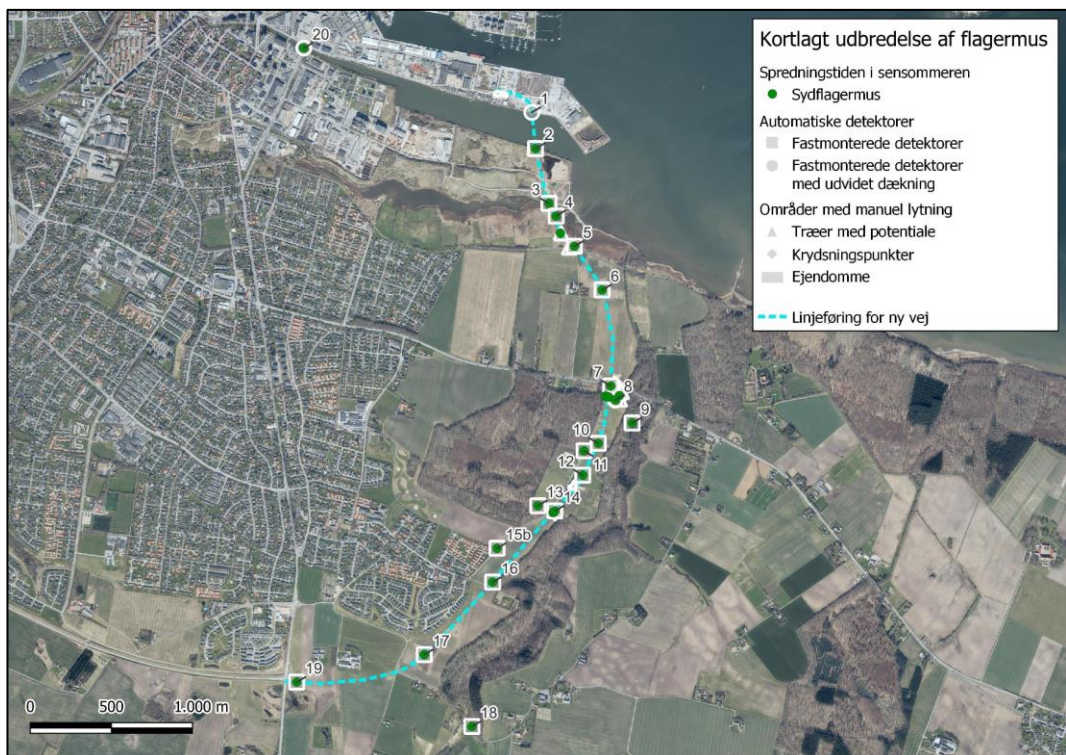 Kortlagt udbredelse af flagermus
Spredningstiden i sensommeren
Sydflagermus
Automatiske detektorer
Fastmonterede detektorer
Fastmonterede detektorer
med udvidet dækning
Områder med manuel lytning
Træer med potentiale
Krydsningspunkter
Ejendomme
Linjeføring for ny vej
20
1
2
3
4
5
6
7
8
9
10
11
12
13
14
15b
16
17
18
19
0
500
1.000 m